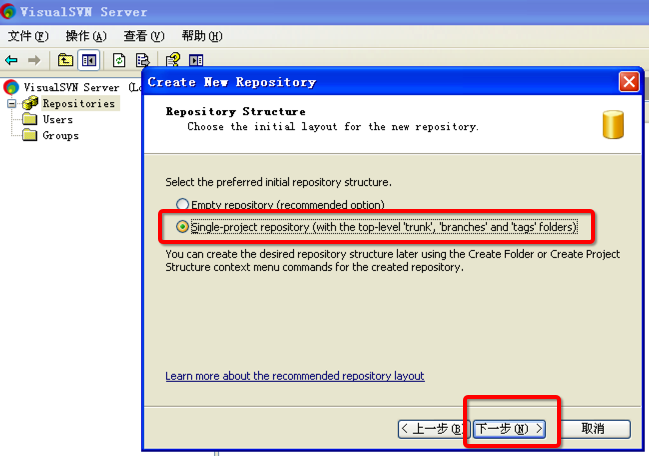 VisualSVN Server
文件(F) 操作(A) 查看(V) 帮助(H)
VisualSVN Server (Lo
Repositories
Users
Groups
Create New Repository
Repository Structure
Choose the initial layout for the new repository.
Select the preferred initial repository structure.
Empty repository (recommended option)
Single-project repository (with the top-level 'trunk', 'branches' and 'tags' folders)
You can create the desired repository structure later using the Create Folder or Create Project
Structure context menu commands for the created repository.
Learn more about the recommended repository layout
< 上一步(B) 下一步(N) > 取消